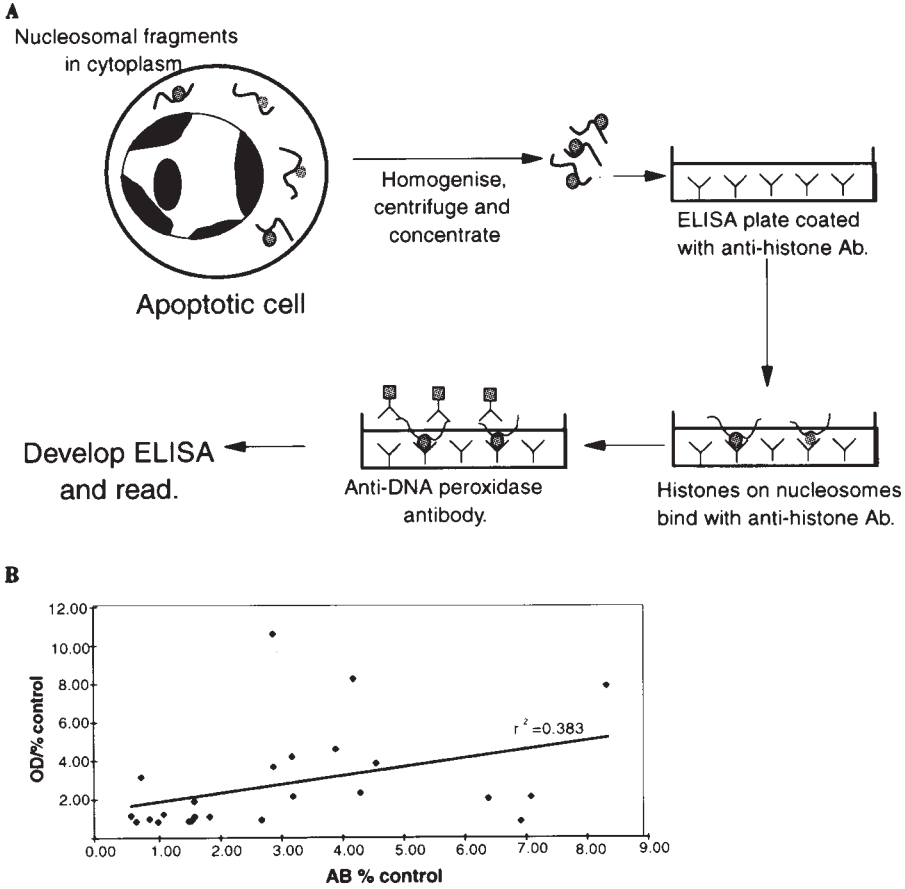 A
Nucleosomal fragments
in cytoplasm
Apoptotic cell
Homogenise,
centrifuge and
concentrate
ELISA plate coated
with anti-histone Ab.
Histones on nucleosomes
bind with anti-histone Ab.
Anti-DNA peroxidase
antibody.
Develop ELISA
and read.
B
12.00
10.00
8.00
6.00
4.00
2.00
OD/% control
r²=0.383
0.00 1.00 2.00 3.00 4.00 5.00 6.00 7.00 8.00 9.00
AB % control